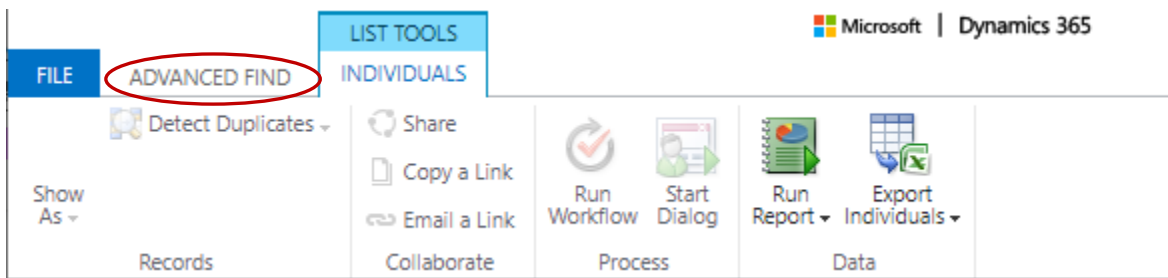 LIST TOOLS
Microsoft | Dynamics 365
FILE
ADVANCED FIND
INDIVIDUALS
Show As
Detect Duplicates
Records
Share
Copy a Link
Email a Link
Collaborate
Run Workflow
Start Dialog
Process
Run Report
Export Individuals
Data